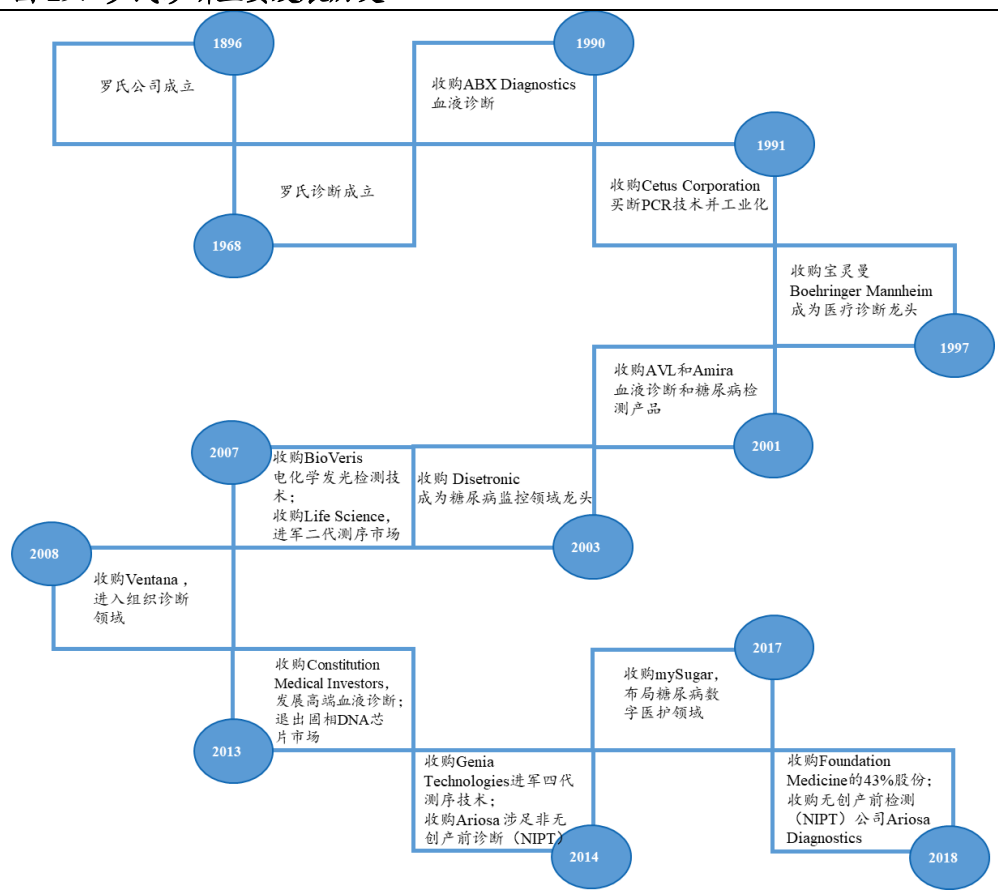 1896
罗氏公司成立
1990
收购ABX Diagnostics
血液诊断
1991
罗氏诊断成立
收购Cetus Corporation
买断PCR技术并工业化
1968
收购宝灵曼
Boehringer Mannheim
成为医疗诊断龙头
1997
收购AVL和Amira
血液诊断和糖尿病检
测产品
2001
2007
收购BioVeris
电化学发光检测技
术；
收购Life Science，
进军二代测序市场
收购 Disetronic
成为糖尿病监控领域龙头
2003
2008
收购Ventana ，
进入组织诊断
领域
2017
收购Constitution
Medical Investors，
发展高端血液诊断；
退出固相DNA芯
片市场
收购mySugar，
布局糖尿病数
字医护领域
2013
收购Genia
Technologies进军四代
测序技术；
收购Ariosa 涉足非无
创产前诊断（NIPT）
2014
收购Foundation
Medicine的43%股份；
收购无创产前检测
（NIPT）公司Ariosa
Diagnostics
2018